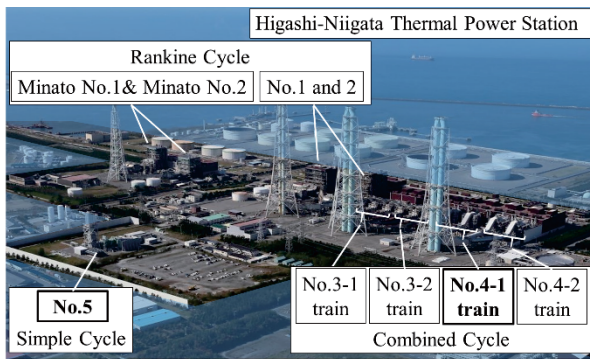 Higashi-Niigata Thermal Power Station
Rankine Cycle
Minato No.1& Minato No.2
No.1 and 2
No.5
Simple Cycle
No.3-1
train
No.3-2
train
No.4-1
train
No.4-2
train
Combined Cycle